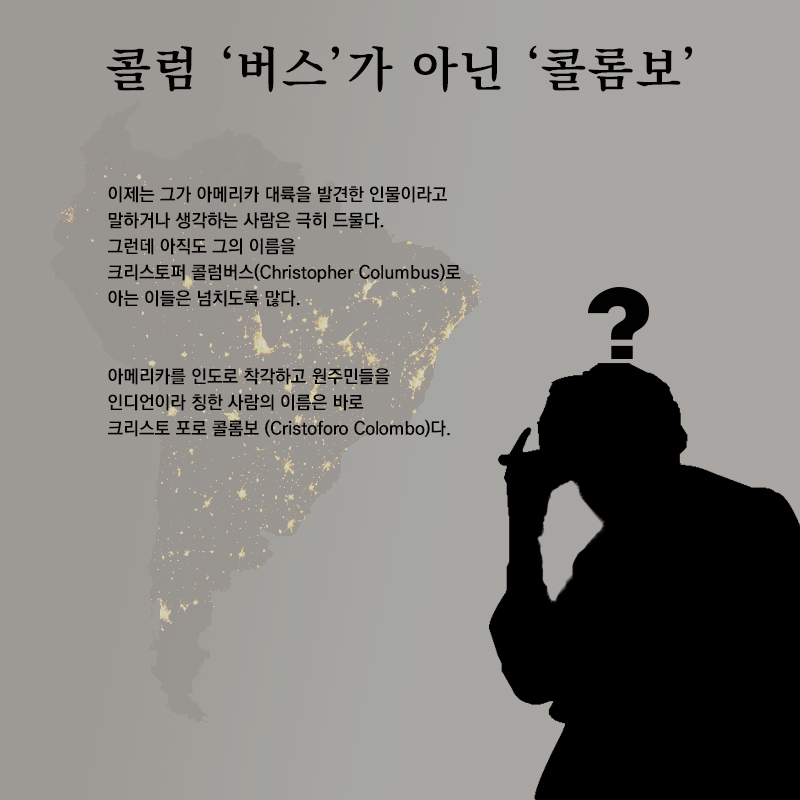 콜럼 ‘버스’가 아닌 ‘콜롬보’
이제는 그가 아메리카 대륙을 발견한 인물이라고
말하거나 생각하는 사람은 극히 드물다.
그런데 아직도 그의 이름을
크리스토퍼 콜럼버스(Christopher Columbus)로
아는 이들은 넘치도록 많다.
?
아메리카를 인도로 착각하고 원주민들을
인디언이라 칭한 사람의 이름은 바로
크리스토 포로 콜롬보 (Cristoforo Colombo)다.